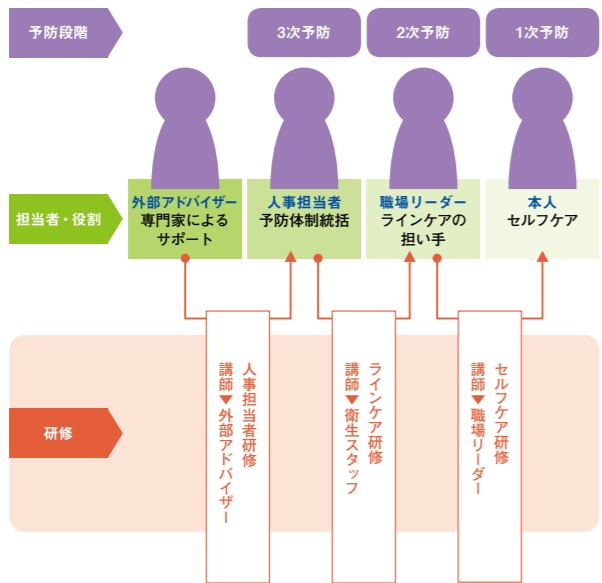 予防段階
3次予防
2次予防
1次予防
担当者・役割
外部アドバイザー
専門家による
サポート
人事担当者
予防体制統括
職場リーダー
ラインケアの
担い手
本人
セルフケア
研修
人事担当者研修
講師▼外部アドバイザー
ラインケア研修
講師▼衛生スタッフ
セルフケア研修
講師▼職場リーダー